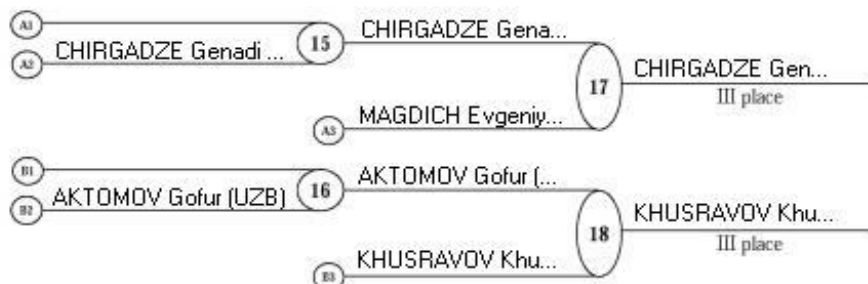 A1
CHIRGADZE Genadi ...
A2
15
CHIRGADZE Gena...
MAGDICH Evgeniy...
A3
17
CHIRGADZE Gen...
III place
B1
AKTOMOV Gofur (UZB)
B2
16
AKTOMOV Gofur (...
KHUSRAVOV Khu...
B3
18
KHUSRAVOV Khu...
III place